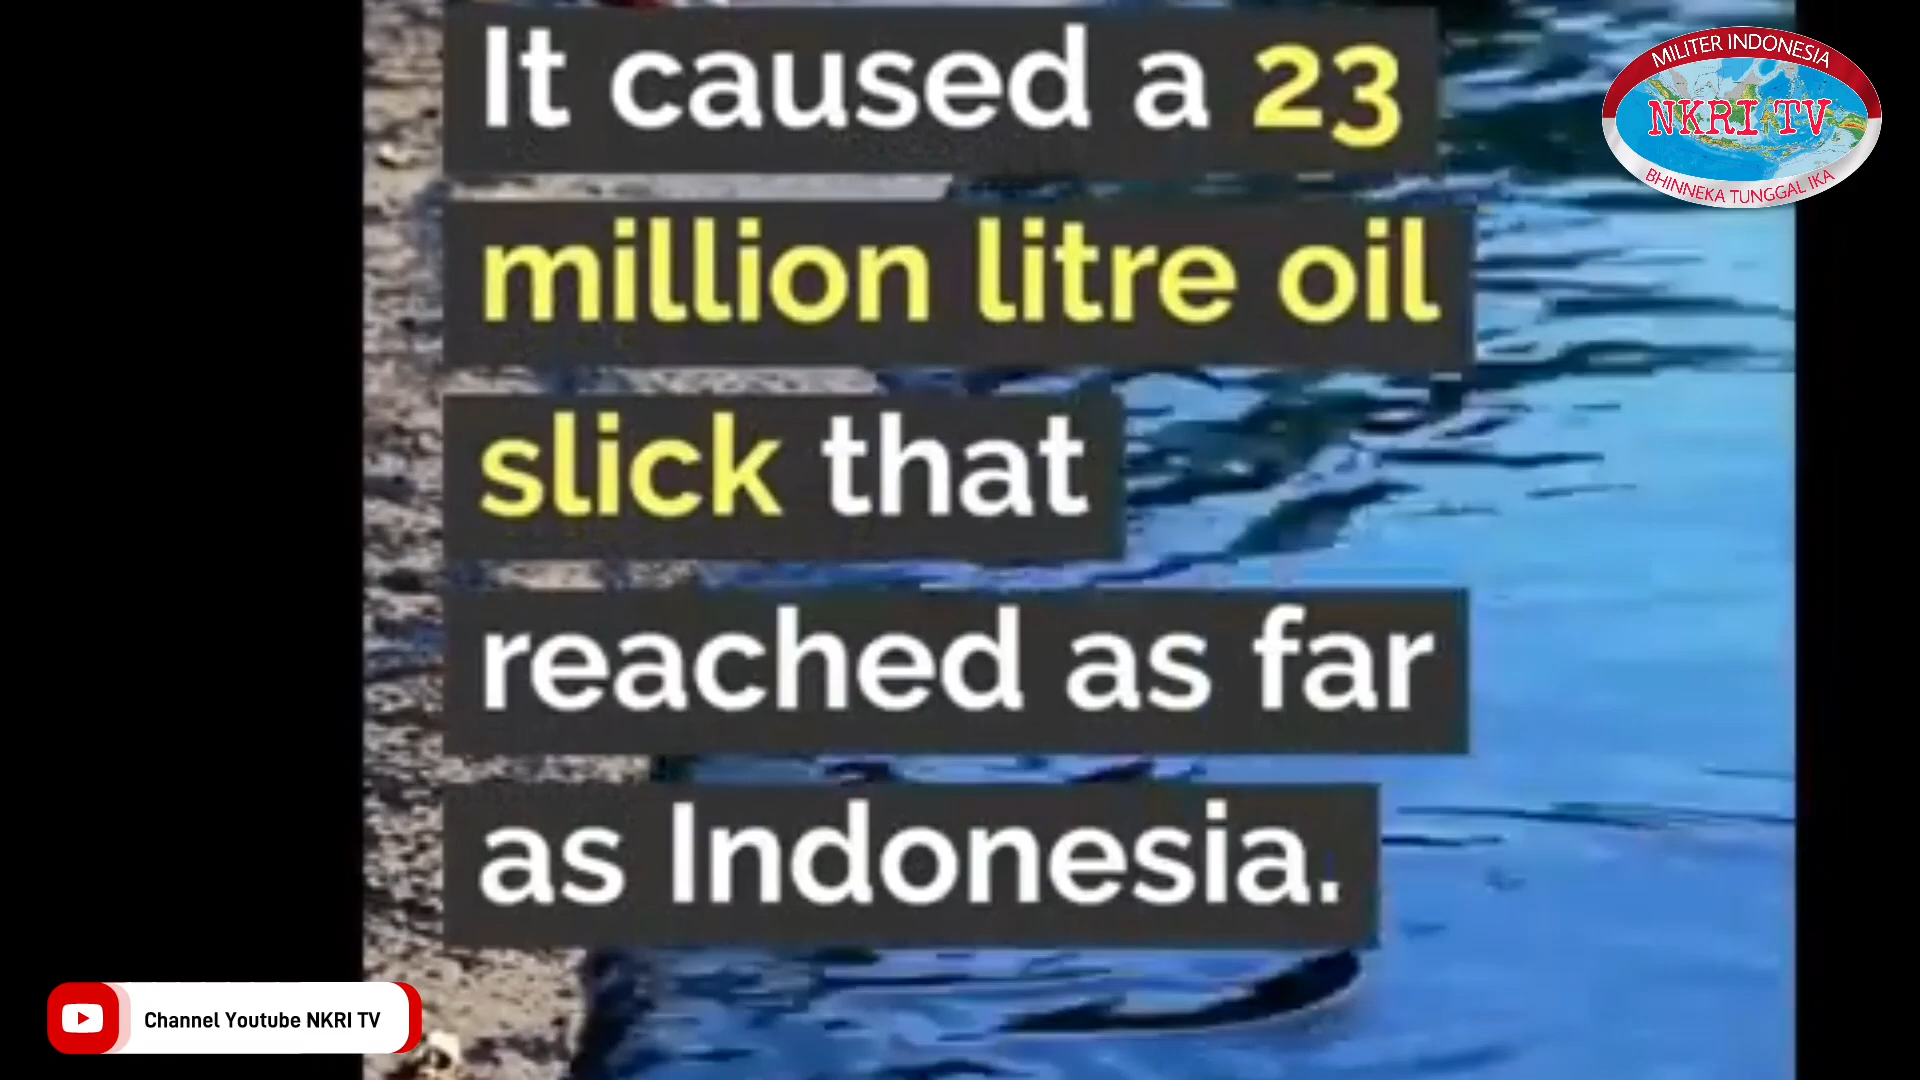 It caused a 23
million litre oil
slick that
reached as far
as Indonesia.
MILITER INDONESIA
NKRI TV
BHINNEKA TUNGGAL IKA
Channel Youtube NKRI TV